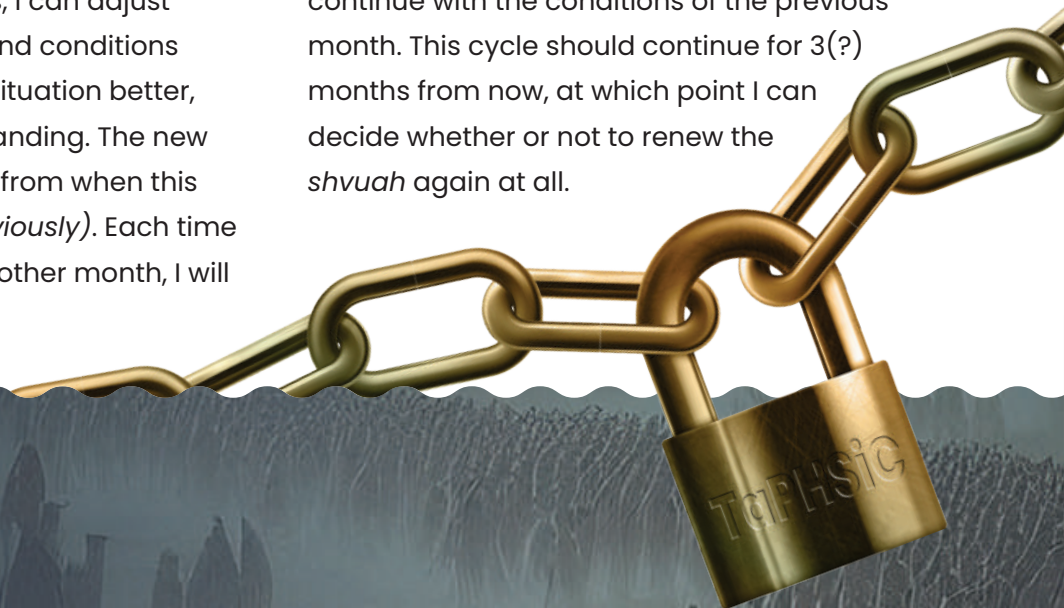 , I can adjust
nd conditions
ituation better,
anding. The new
from when this
viously). Each time
other month, I will
continue with the conditions of the previous
month. This cycle should continue for 3(?)
months from now, at which point I can
decide whether or not to renew the
shvuah again at all.
TaPHSiC